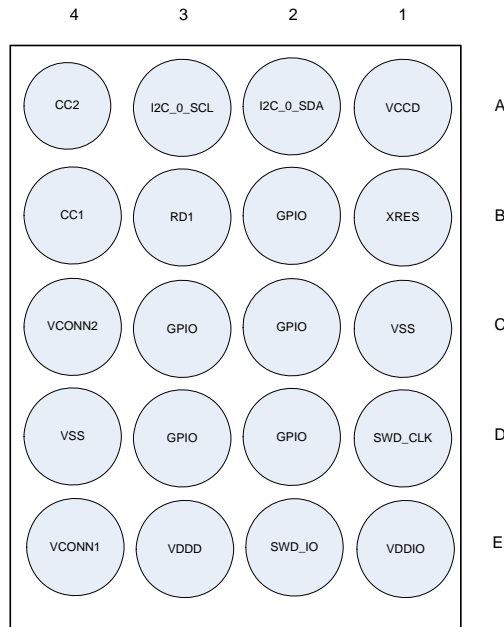 4 3 2 1
CC2 I2C_0_SCL I2C_0_SDA VCCD A
CC1 RD1 GPIO XRES B
VCONN2 GPIO GPIO VSS C
VSS GPIO GPIO SWD_CLK D
VCONN1 VDDD SWD_IO VDDIO E